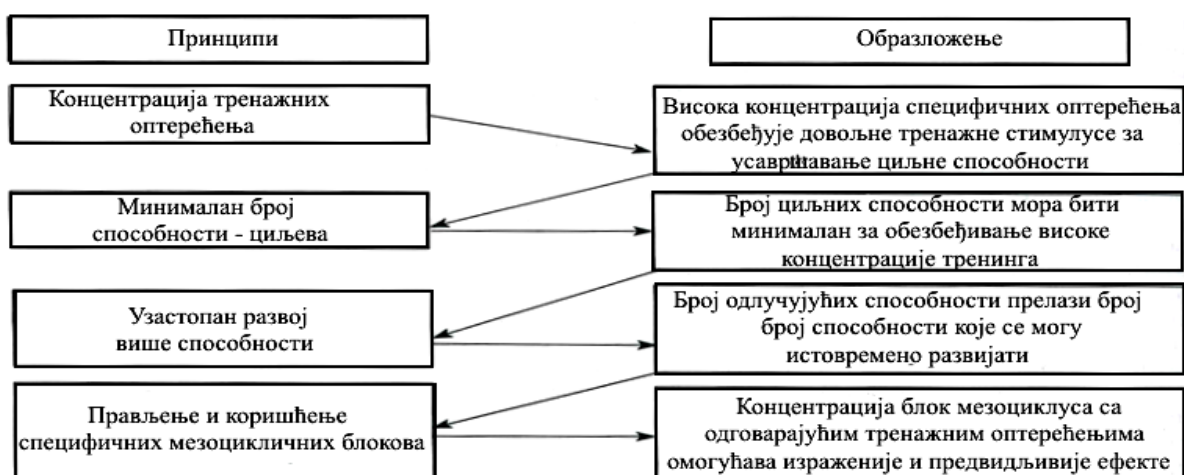 Принципи
Образложење
Концентрација тренажних
оптерећења
Висока концентрација специфичних оптерећења
обезбеђује довољне тренажне стимулусе за
усавршавање циљне способности
Минималан број
способности - циљева
Број циљних способности мора бити
минималан за обезбеђивање високе
концентрације тренинга
Узастопан развој
више способности
Број одлучујућих способности прелази број
број способности које се могу
истовремено развијати
Прављење и коришћење
специфичних мезоцикличних блокова
Концентрација блок мезоциклуса са
одговарајућим тренажним оптерећењима
омогућава израженије и предвидљивије ефекте